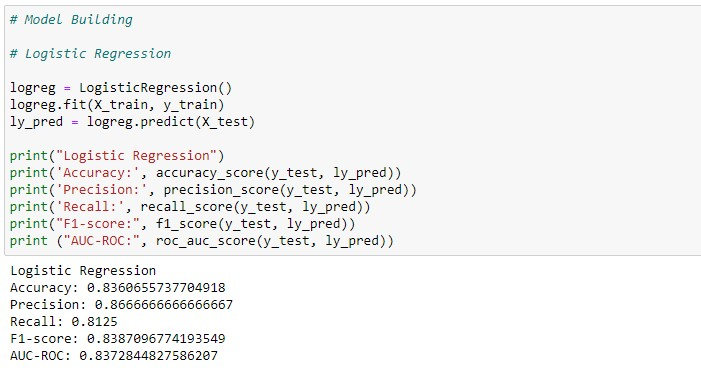 # Model Building
# Logistic Regression
logreg = LogisticRegression()
logreg.fit(X_train, y_train)
ly_pred = logreg.predict(X_test)
print("Logistic Regression")
print('Accuracy:', accuracy_score(y_test, ly_pred))
print('Precision:', precision_score(y_test, ly_pred))
print('Recall:', recall_score(y_test, ly_pred))
print("F1-score:", f1_score(y_test, ly_pred))
print ("AUC-ROC:", roc_auc_score(y_test, ly_pred))
Logistic Regression
Accuracy: 0.8360655737704918
Precision: 0.8666666666666667
Recall: 0.8125
F1-score: 0.8387096774193549
AUC-ROC: 0.8372844827586207